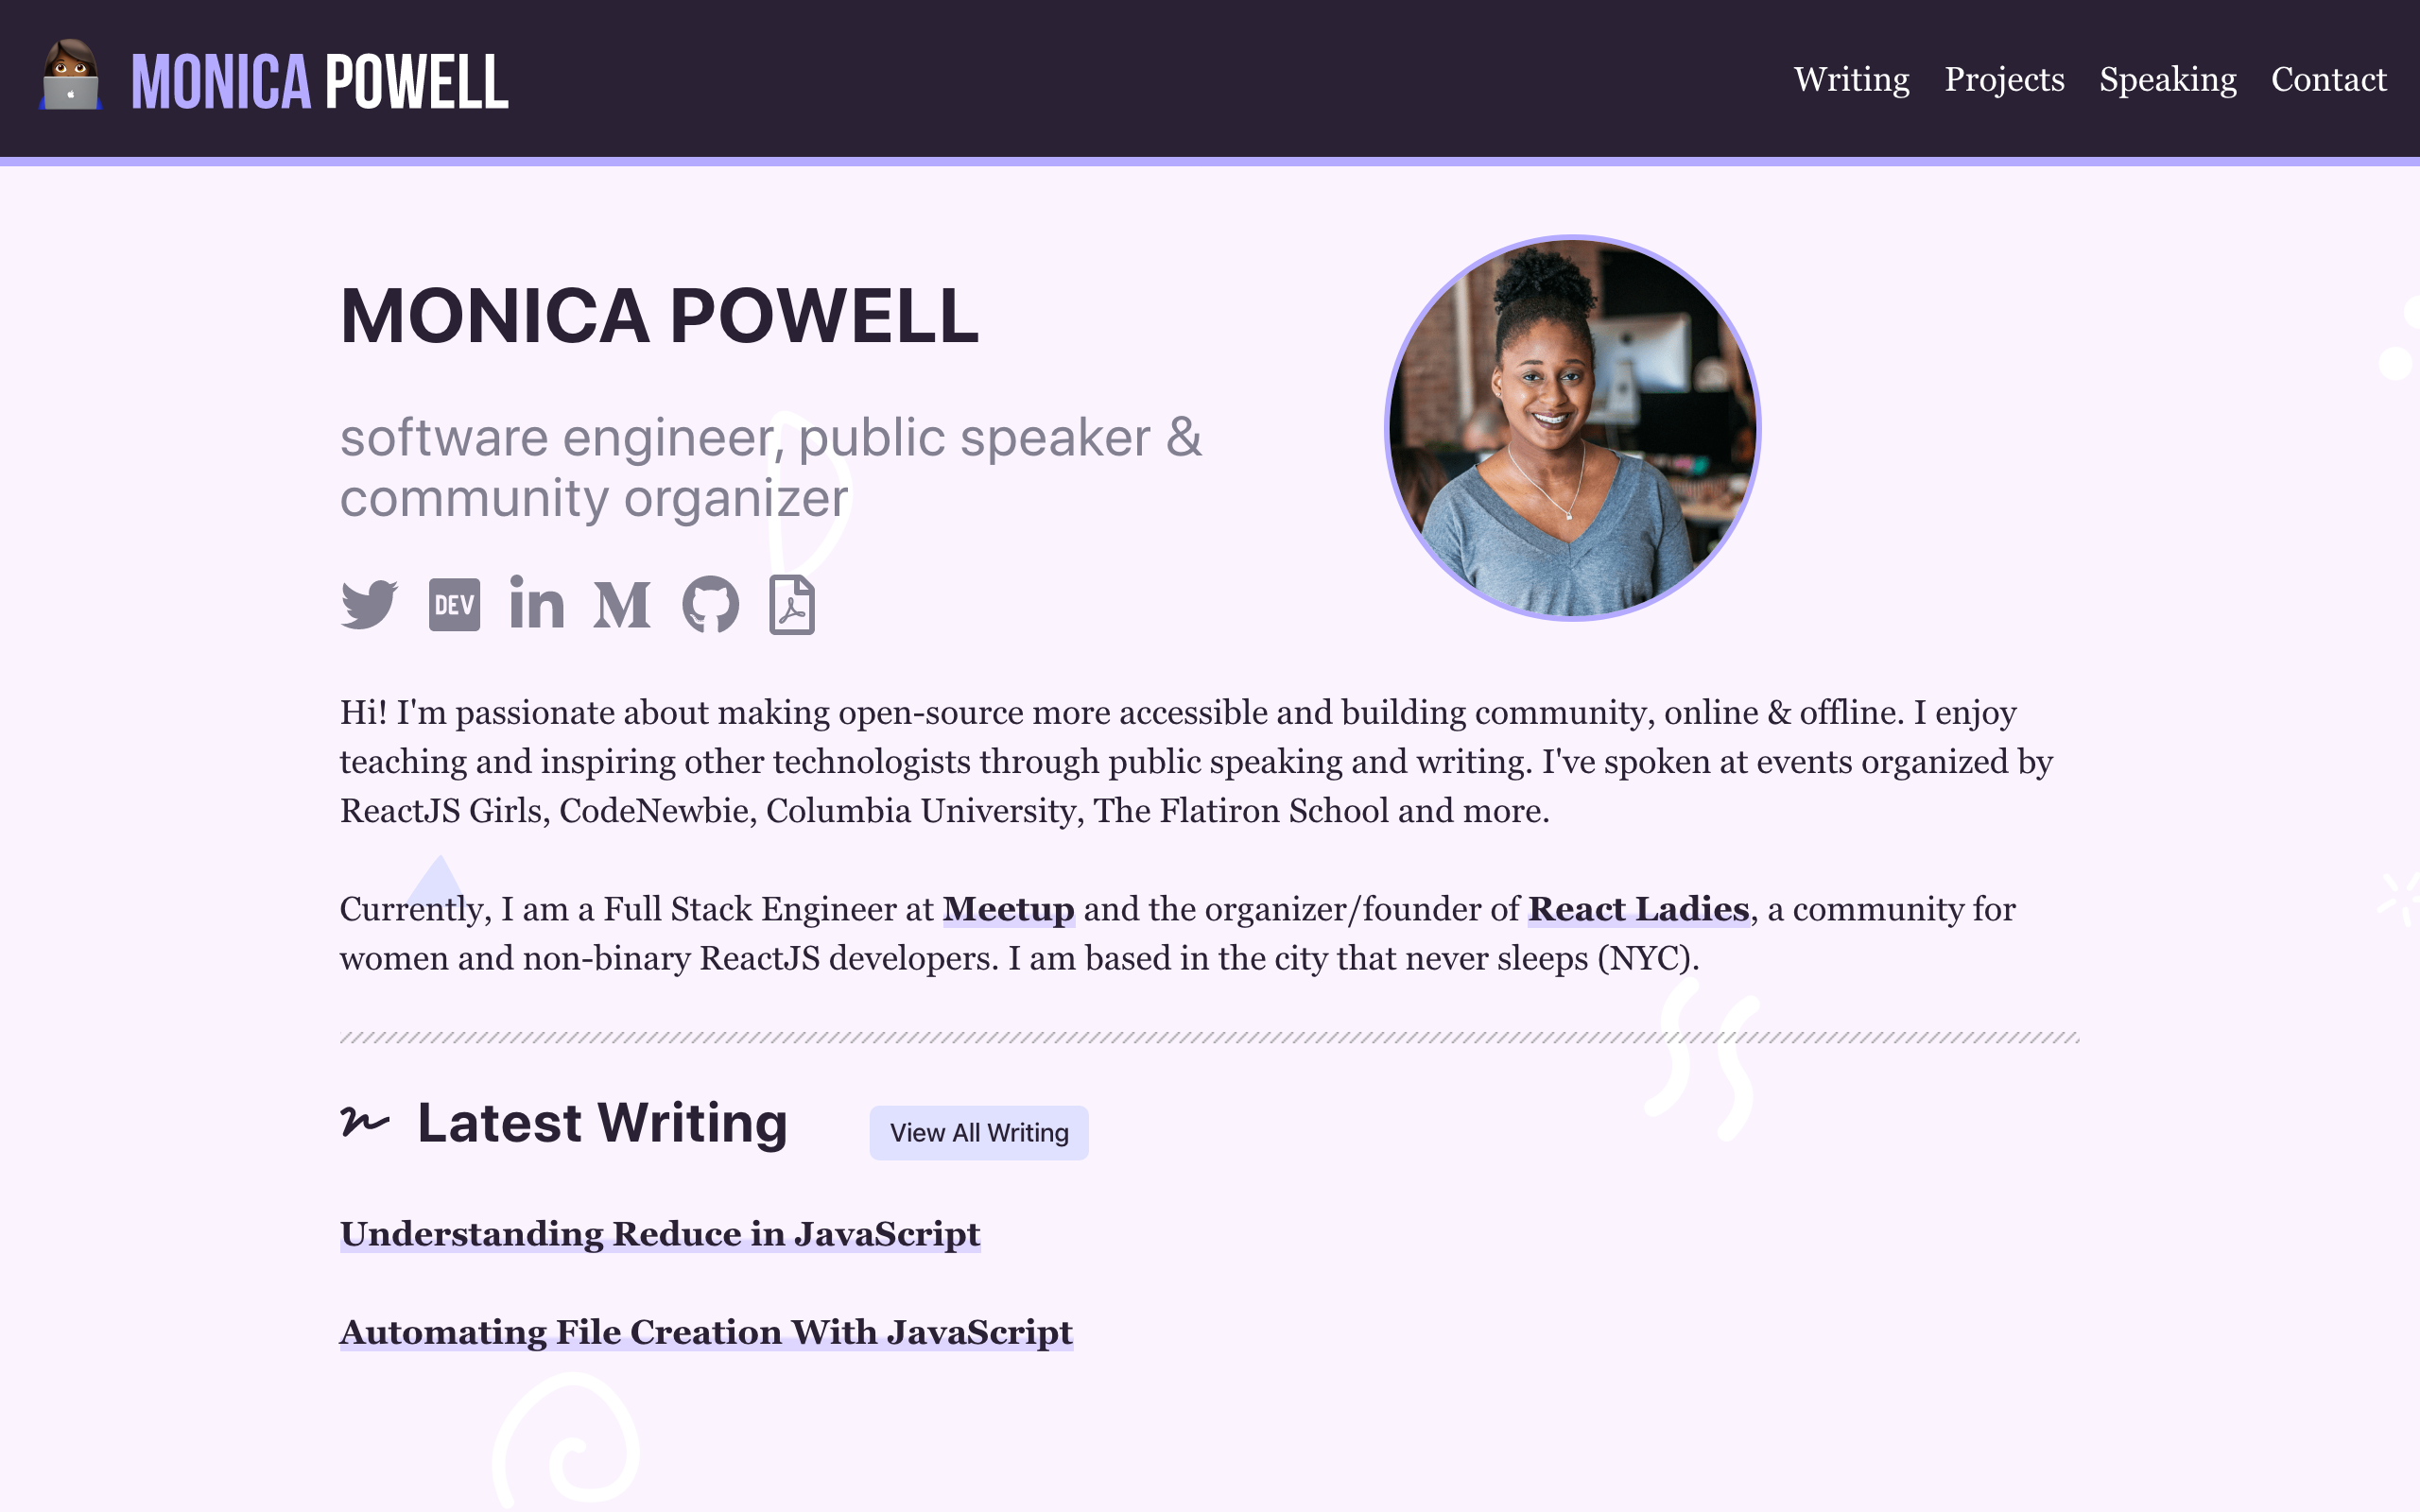 MONICA POWELL
Writing Projects Speaking Contact
MONICA POWELL
software engineer, public speaker &
community organizer
DEV in M
Hi! I'm passionate about making open-source more accessible and building community, online & offline. I enjoy
teaching and inspiring other technologists through public speaking and writing. I've spoken at events organized by
ReactJS Girls, CodeNewbie, Columbia University, The Flatiron School and more.
Currently, I am a Full Stack Engineer at Meetup and the organizer/founder of React Ladies, a community for
women and non-binary ReactJS developers. I am based in the city that never sleeps (NYC).
Latest Writing
View All Writing
Understanding Reduce in JavaScript
Automating File Creation With JavaScript